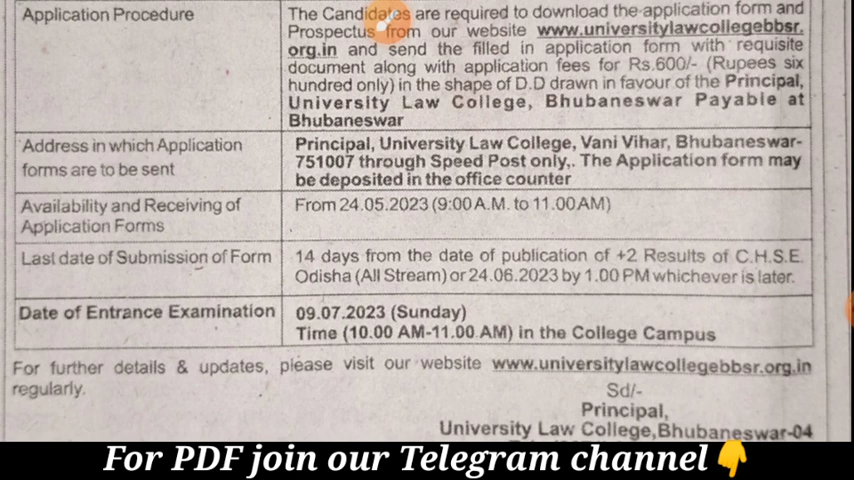 Application Procedure
The Candidates are required to download the application form and
Prospectus from our website www.universitylawcollegebbsr.
org.in and send the filled in application form with requisite
document along with application fees for Rs.600/- (Rupees six
hundred only) in the shape of D.D drawn in favour of the Principal,
University Law College, Bhubaneswar Payable at
Bhubaneswar
Address in which Application
forms are to be sent
Principal, University Law College, Vani Vihar, Bhubaneswar-
751007 through Speed Post only,. The Application form may
be deposited in the office counter
Availability and Receiving of
Application Forms
From 24.05.2023 (9:00 A.M. to 11.00AM)
Last date of Submission of Form
14 days from the date of publication of +2 Results of C.H.S.E.
Odisha (All Stream) or 24.06.2023 by 1.00 PM whichever is later.
Date of Entrance Examination
09.07.2023 (Sunday)
Time (10.00 AM-11.00 AM) in the College Campus
For further details & updates, please visit our website www.universitylawcollegebbsr.org.in
regularly.
Sd/-
Principal,
University Law College,Bhubaneswar-04
For PDF join our Telegram channel👇